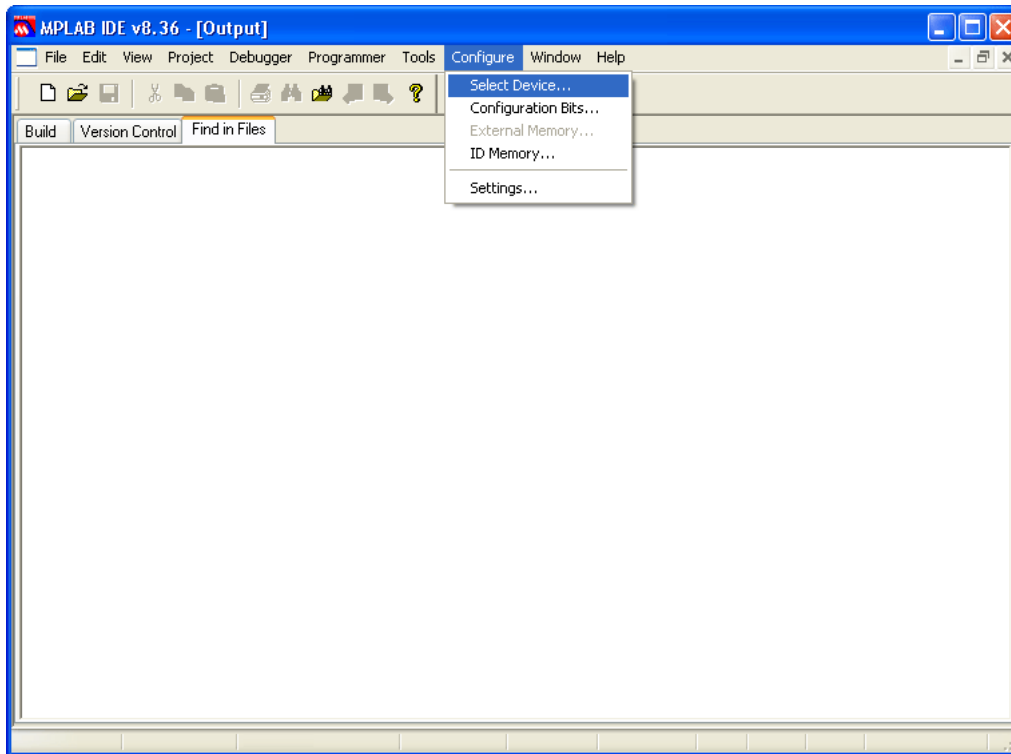 MPLAB IDE v8.36 - [Output]
File Edit View Project Debugger Programmer Tools Configure Window Help
Select Device...
Configuration Bits...
External Memory...
ID Memory...
Settings...
Build Version Control Find in Files